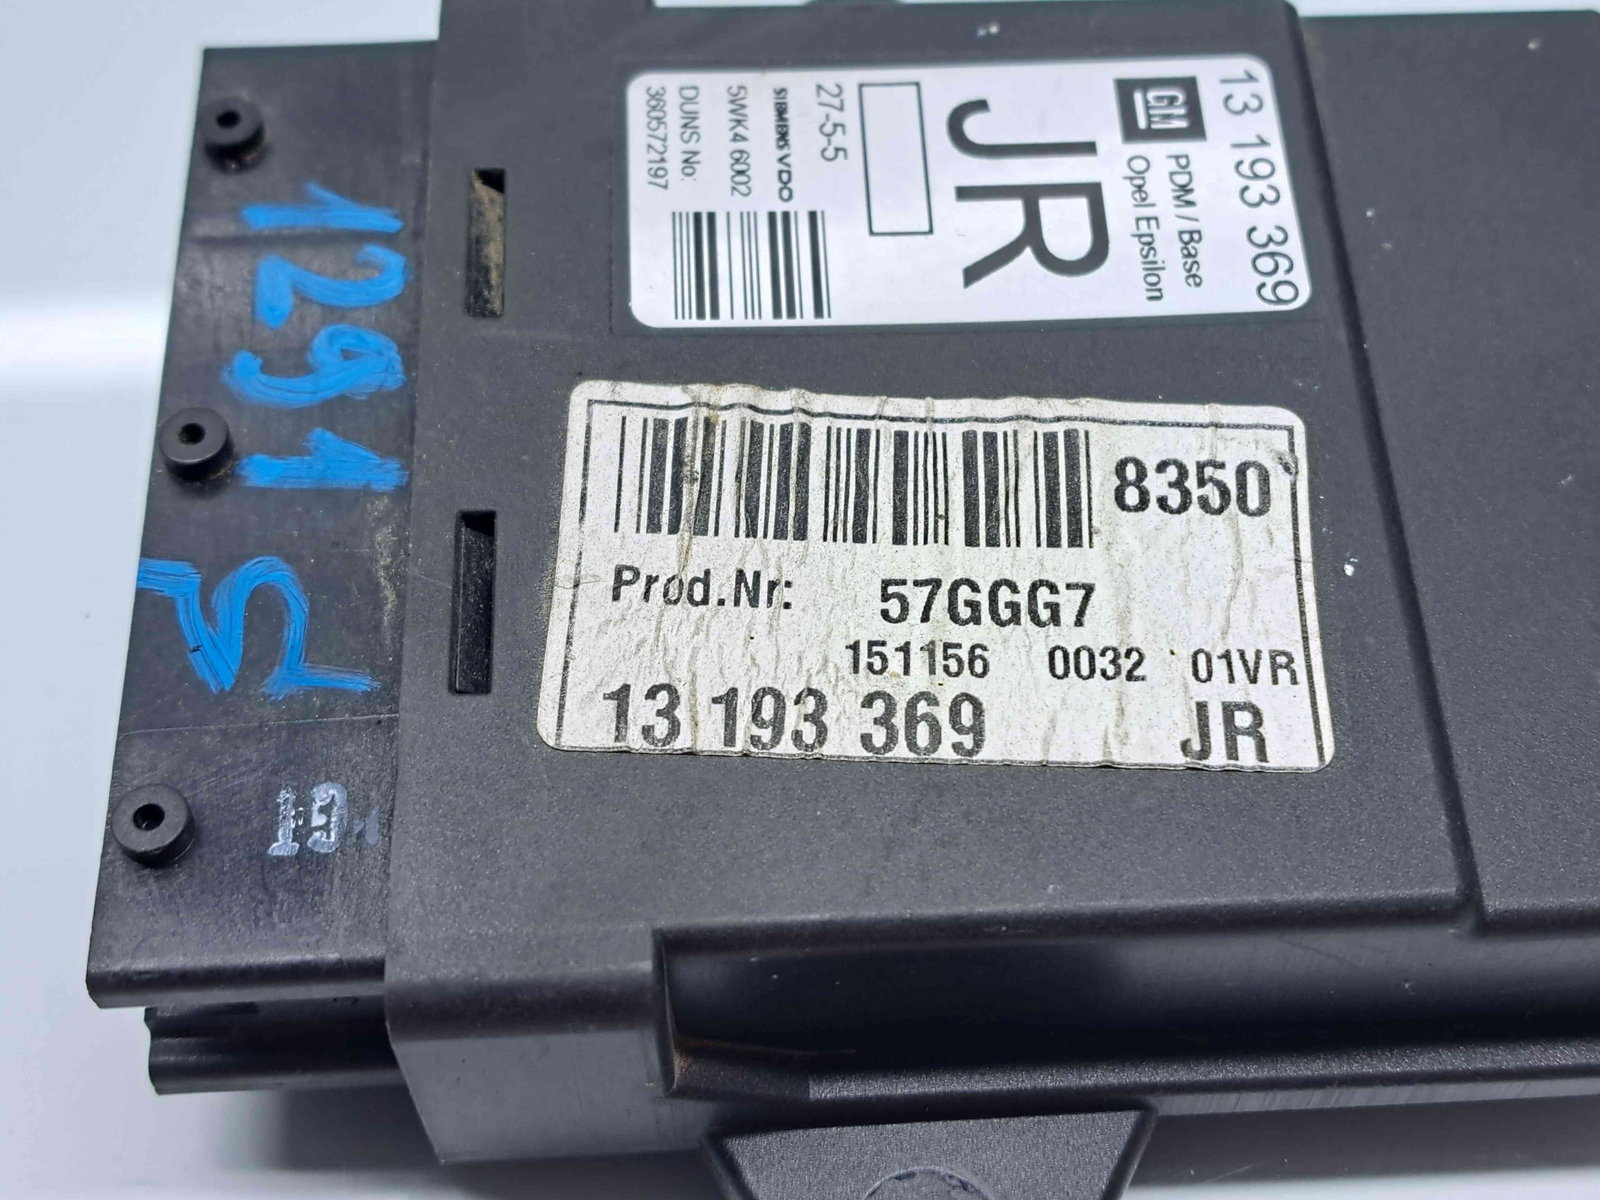 13 193 369
GM
PDM / Base
Opel Epsilon
JR
27-5-5
SIEMENS VDO
5WK4 6002
DUNS No:
360572197
8350
Prod.Nr: 57GGG7
151156 0032 01VR
13 193 369 JR
1291